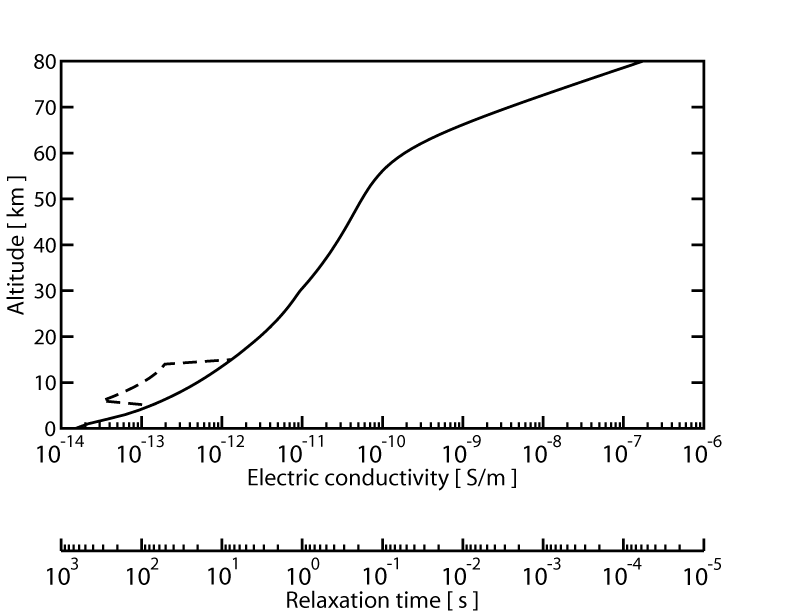 80
70
60
50
40
30
20
10
0
Altitude [ km ]
10⁻¹⁴ 10⁻¹³ 10⁻¹² 10⁻¹¹ 10⁻¹⁰ 10⁻⁹ 10⁻⁸ 10⁻⁷ 10⁻⁶
Electric conductivity [ S/m ]
10³ 10² 10¹ 10⁰ 10⁻¹ 10⁻² 10⁻³ 10⁻⁴ 10⁻⁵
Relaxation time [ s ]